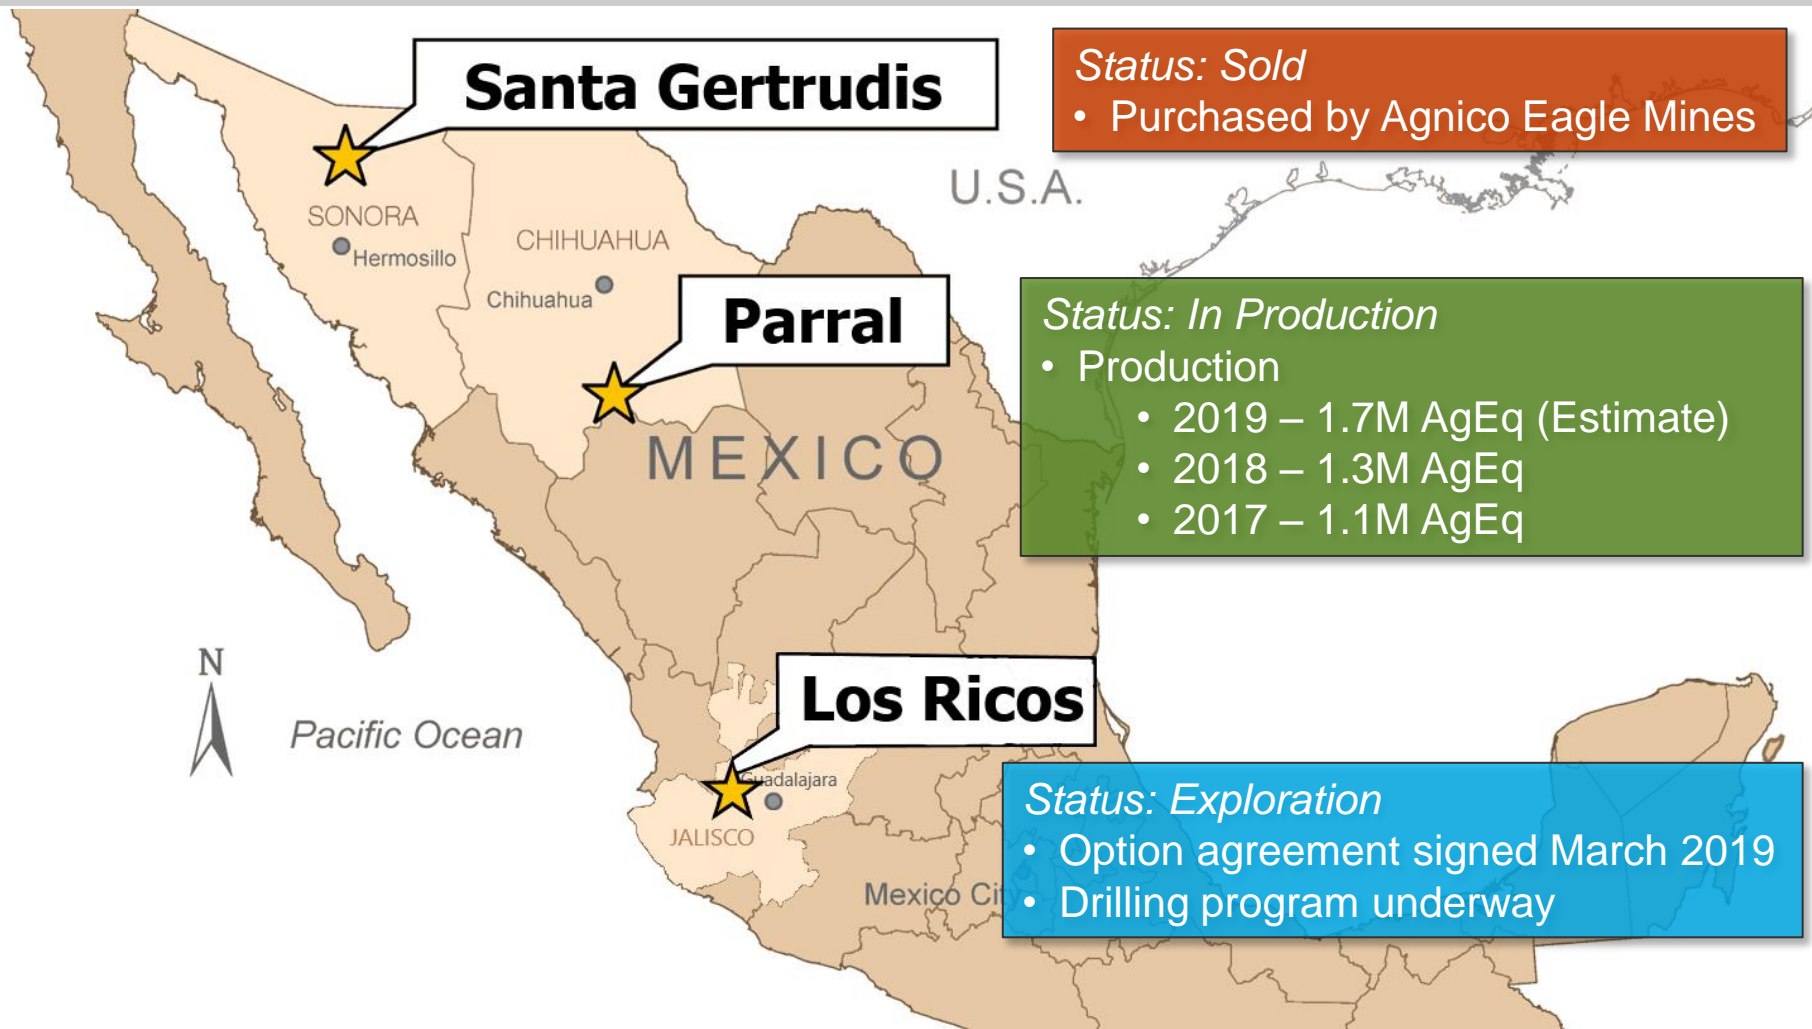 Santa Gertrudis
Status: Sold
• Purchased by Agnico Eagle Mines
U.S.A.
SONORA
Hermosillo
CHIHUAHUA
Chihuahua
Parral
Status: In Production
• Production
• 2019 – 1.7M AgEq (Estimate)
• 2018 – 1.3M AgEq
• 2017 – 1.1M AgEq
MEXICO
N
Pacific Ocean
Los Ricos
Guadalajara
JALISCO
Status: Exploration
• Option agreement signed March 2019
• Drilling program underway
Mexico City